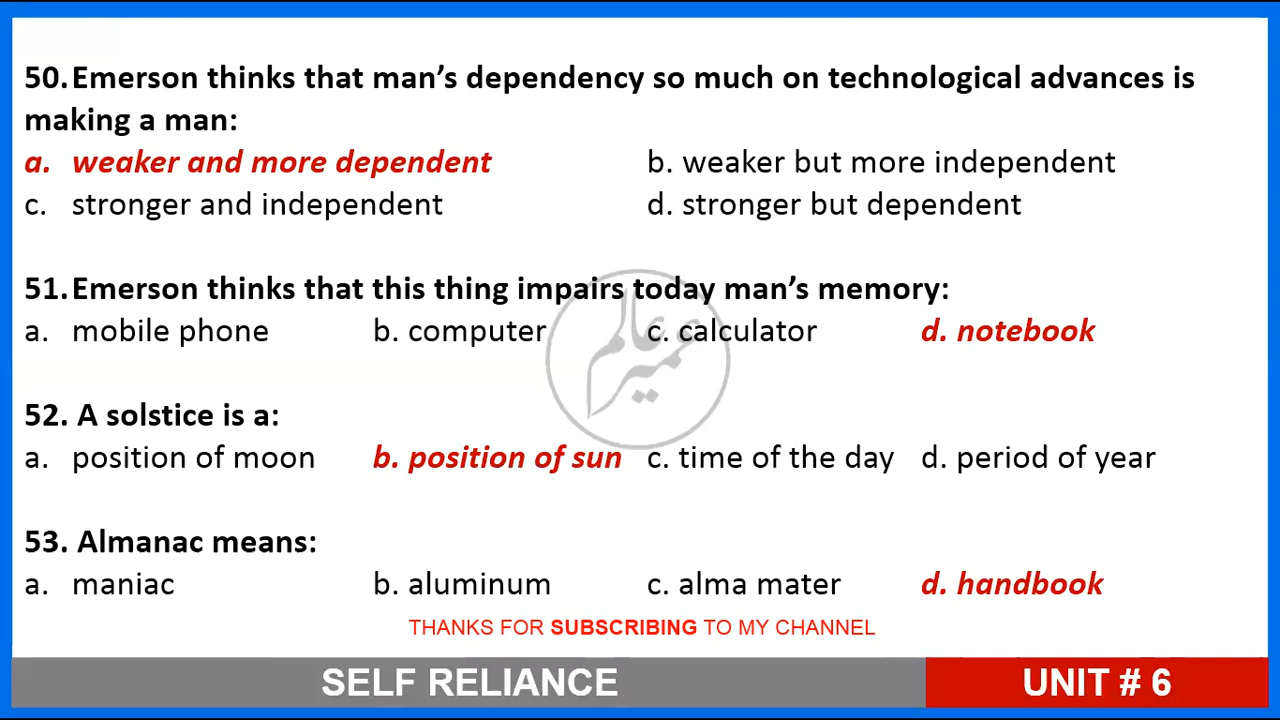 50. Emerson thinks that man's dependency so much on technological advances is
making a man:
a. weaker and more dependent b. weaker but more independent
c. stronger and independent d. stronger but dependent
51. Emerson thinks that this thing impairs today man's memory:
a. mobile phone b. computer c. calculator d. notebook
52. A solstice is a:
a. position of moon b. position of sun c. time of the day d. period of year
53. Almanac means:
a. maniac b. aluminum c. alma mater d. handbook
عمیر عالم
THANKS FOR SUBSCRIBING TO MY CHANNEL
SELF RELIANCE UNIT # 6